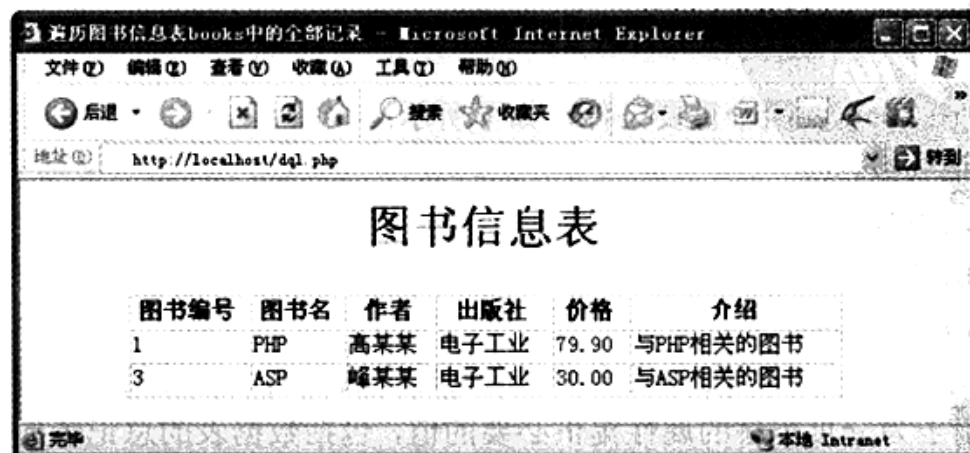 遍历图书信息表books中的全部记录 - Microsoft Internet Explorer
文件(F) 编辑(E) 查看(V) 收藏(A) 工具(T) 帮助(H)
后退 搜索 收藏夹
地址(D) http://localhost/dql.php 转到
图书信息表
图书编号 图书名 作者 出版社 价格 介绍
1 PHP 高某某 电子工业 79.90 与PHP相关的图书
3 ASP 峰某某 电子工业 30.00 与ASP相关的图书
完毕 本地 Intranet